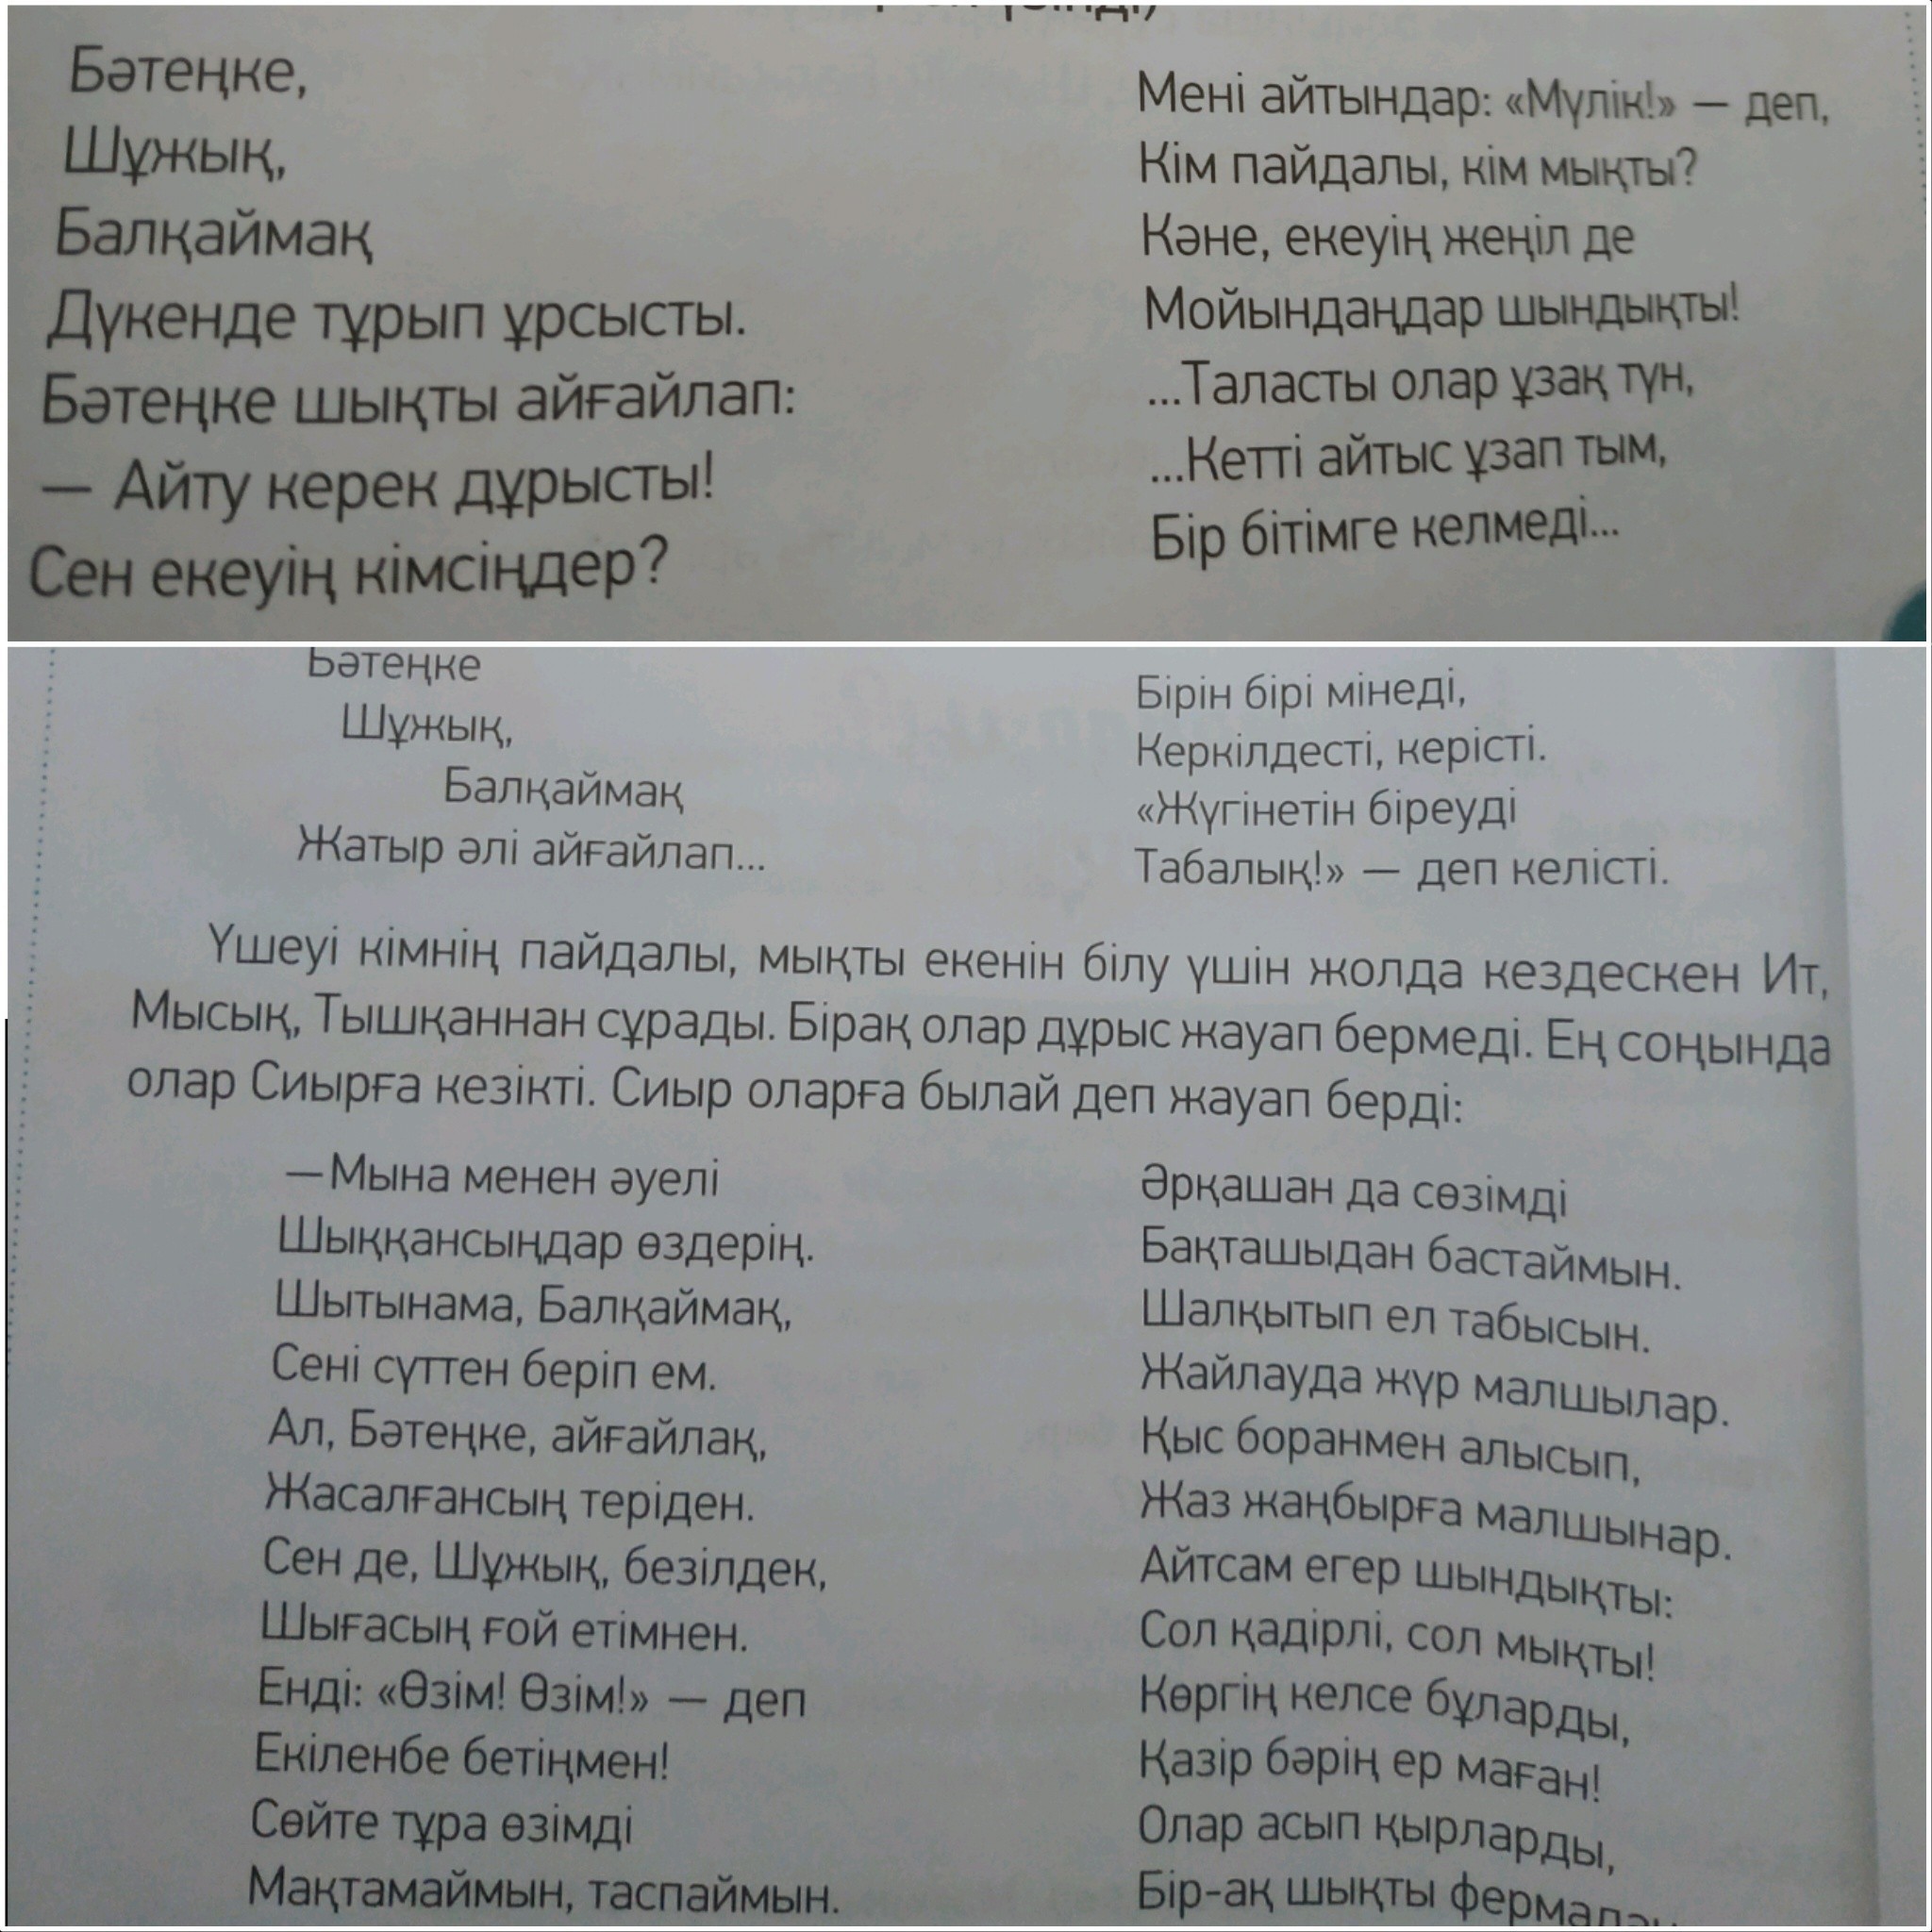 Бәтеңке,
Шұжық,
Балқаймақ
Дүкенде тұрып ұрсысты.
Бәтеңке шықты айғайлап:
— Айту керек дұрысты!
Сен екеуің кімсіңдер?
Мені айтындар: «Мүлік!» — деп,
Кім пайдалы, кім мықты?
Кәне, екеуің жеңіл де
Мойындаңдар шындықты!
...Таласты олар ұзақ түн,
...Кетті айтыс ұзап тым,
Бір бітімге келмеді...
Бәтеңке
Шұжық,
Балқаймақ
Жатыр әлі айғайлап...
Бірін бірі мінеді,
Керкілдесті, керісті.
«Жүгінетін біреуді
Табалық!» — деп келісті.
Үшеуі кімнің пайдалы, мықты екенін білу үшін жолда кездескен Ит,
Мысық, Тышқаннан сұрады. Бірақ олар дұрыс жауап бермеді. Ең соңында
олар Сиырға кезікті. Сиыр оларға былай деп жауап берді:
—Мына менен әуелі
Шыққансыңдар өздерің.
Шытынама, Балқаймақ,
Сені сүттен беріп ем.
Ал, Бәтеңке, айғайлақ,
Жасалғансың теріден.
Сен де, Шұжық, безілдек,
Шығасың ғой етімнен.
Енді: «Өзім! Өзім!» — деп
Екіленбе бетіңмен!
Сөйте тұра өзімді
Мақтамаймын, таспаймын.
Әрқашан да сөзімді
Бақташыдан бастаймын.
Шалқытып ел табысын.
Жайлауда жүр малшылар.
Қыс боранмен алысып,
Жаз жаңбырға малшынар.
Айтсам егер шындықты:
Сол қадірлі, сол мықты!
Көргің келсе бұларды,
Қазір бәрің ер маған!
Олар асып қырларды,
Бір-ақ шықты